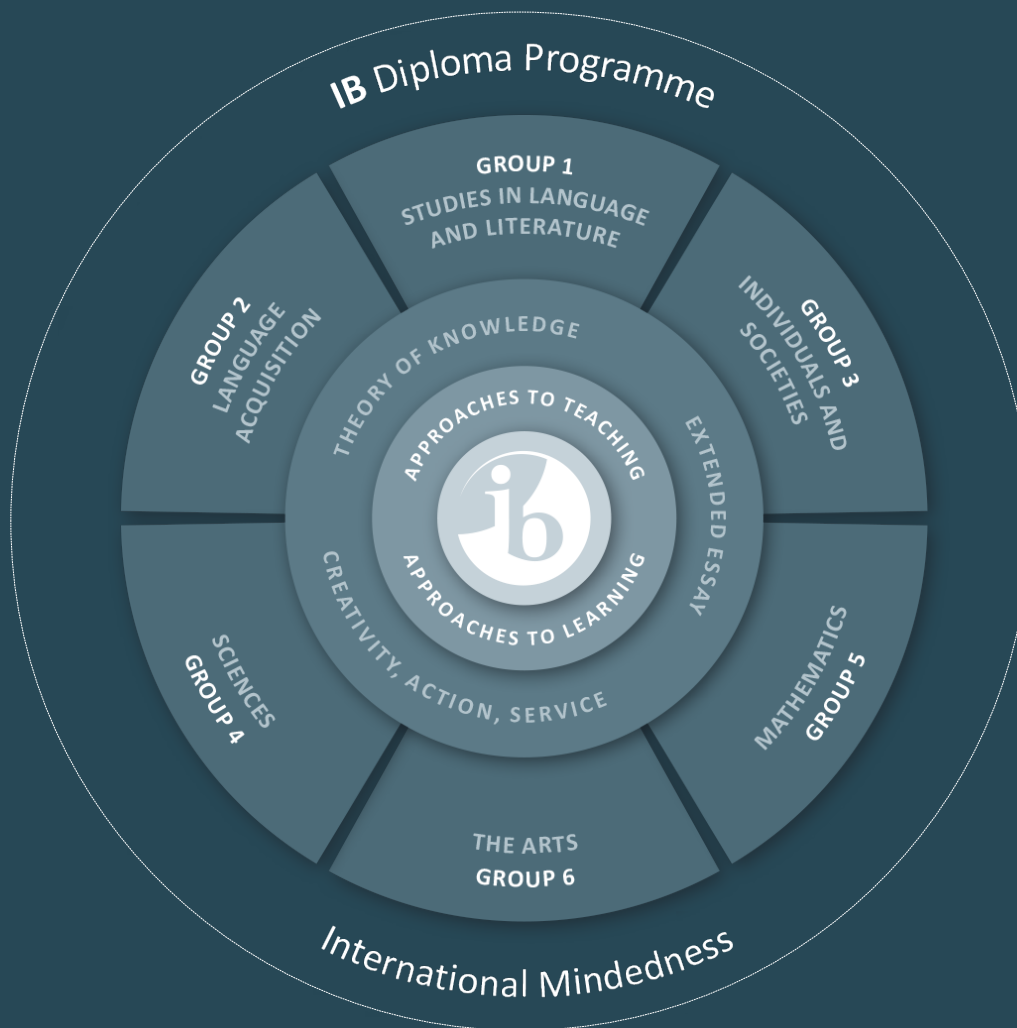 IB Diploma Programme
GROUP 1
STUDIES IN LANGUAGE
AND LITERATURE
GROUP 2
LANGUAGE
ACQUISITION
GROUP 3
INDIVIDUALS AND
SOCIETIES
THEORY OF KNOWLEDGE
EXTENDED ESSAY
CREATIVITY, ACTION, SERVICE
APPROACHES TO TEACHING
ib
APPROACHES TO LEARNING
SCIENCES
GROUP 4
MATHEMATICS
GROUP 5
THE ARTS
GROUP 6
International Mindedness